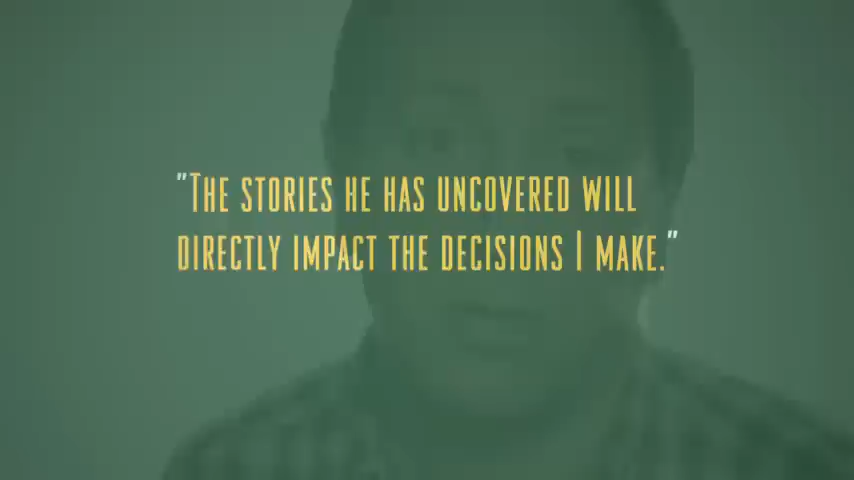 "The stories he has uncovered will
directly impact the decisions I make."